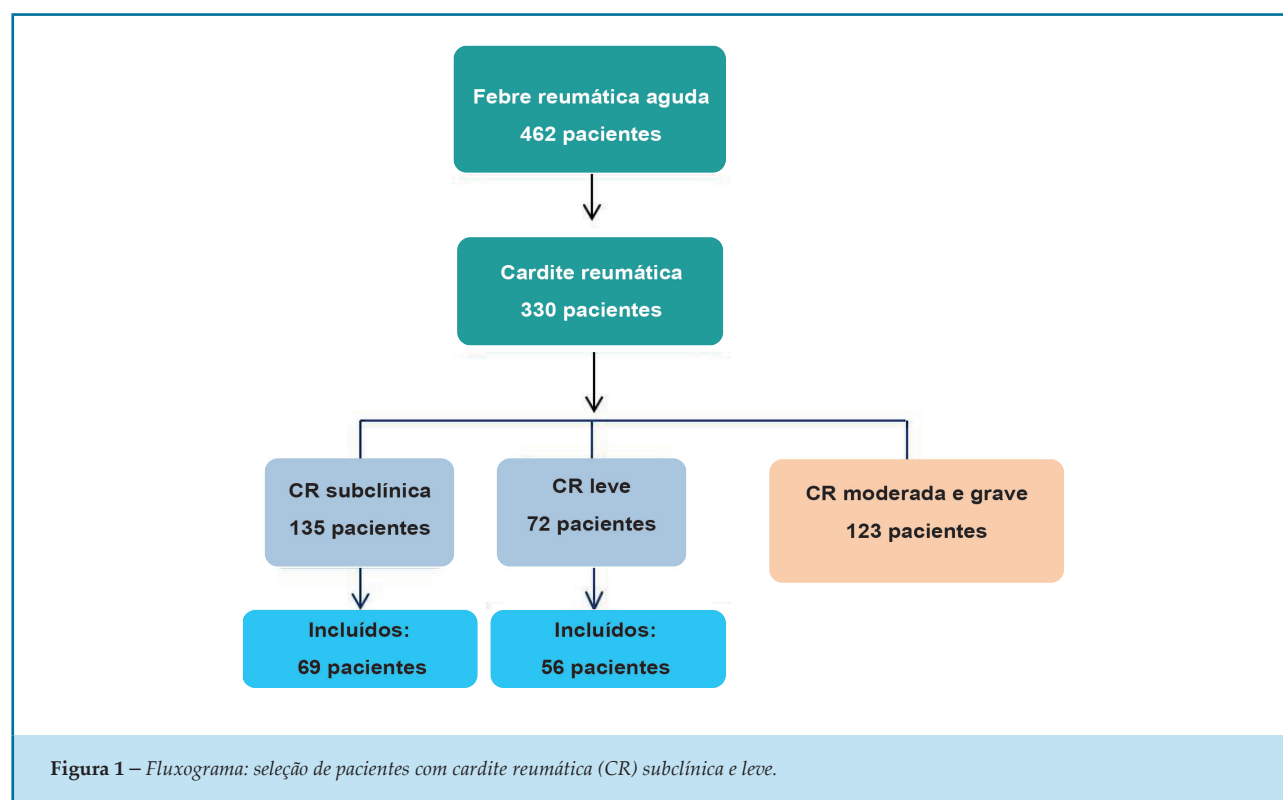 Febre reumática aguda
462 pacientes
Cardite reumática
330 pacientes
CR subclínica
135 pacientes
CR leve
72 pacientes
CR moderada e grave
123 pacientes
Incluídos:
69 pacientes
Incluídos:
56 pacientes
Figura 1 – Fluxograma: seleção de pacientes com cardite reumática (CR) subclínica e leve.